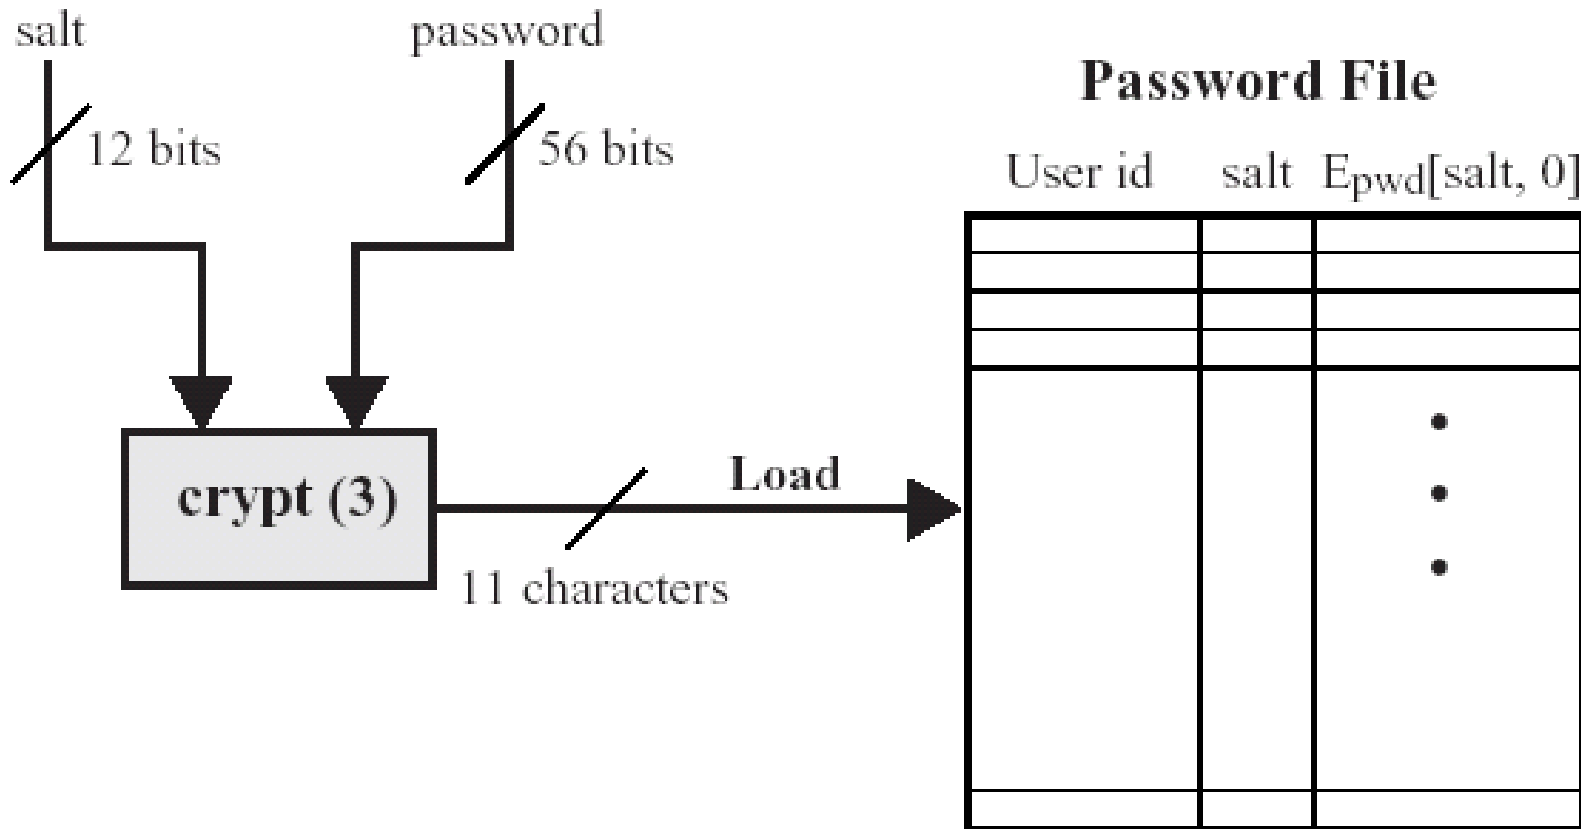 salt
password
12 bits
56 bits
crypt (3)
11 characters
Load
Password File
User id
salt
Epwd[salt, 0]